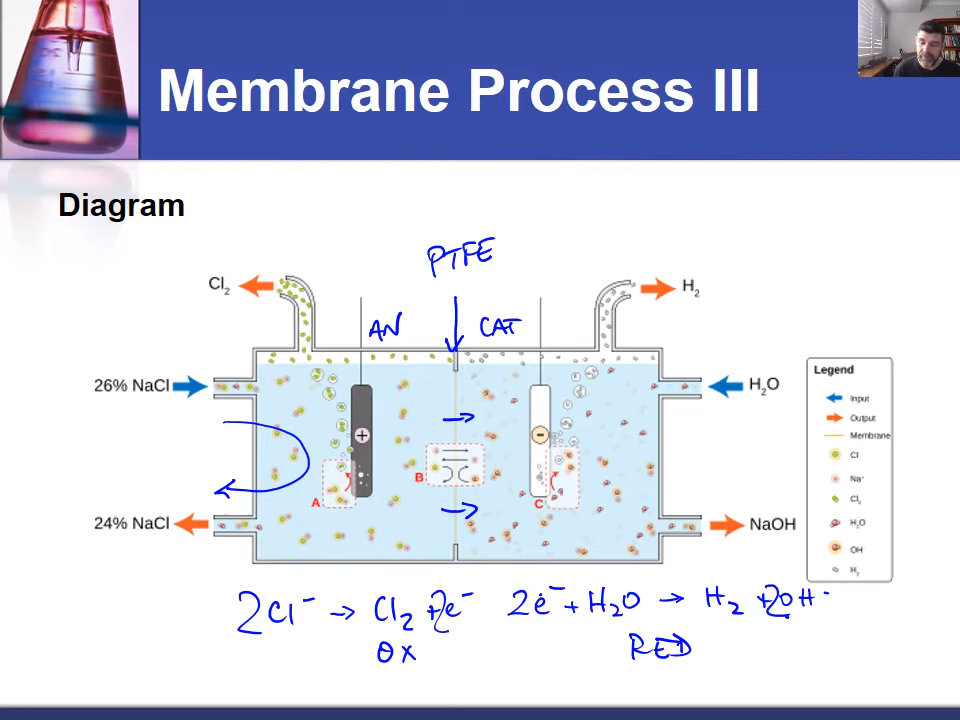 Membrane Process III
Diagram
PTFE
Cl₂
H₂
AN
CAT
26% NaCl
H₂O
+
-
A
B
C
24% NaCl
NaOH
Legend
Input
Output
Membrane
Cl
Na⁺
Cl₂
H₂O
OH
H₂
2Cl⁻ → Cl₂ + 2e⁻
2e⁻ + H₂O → H₂ + 2OH⁻
OX
RED